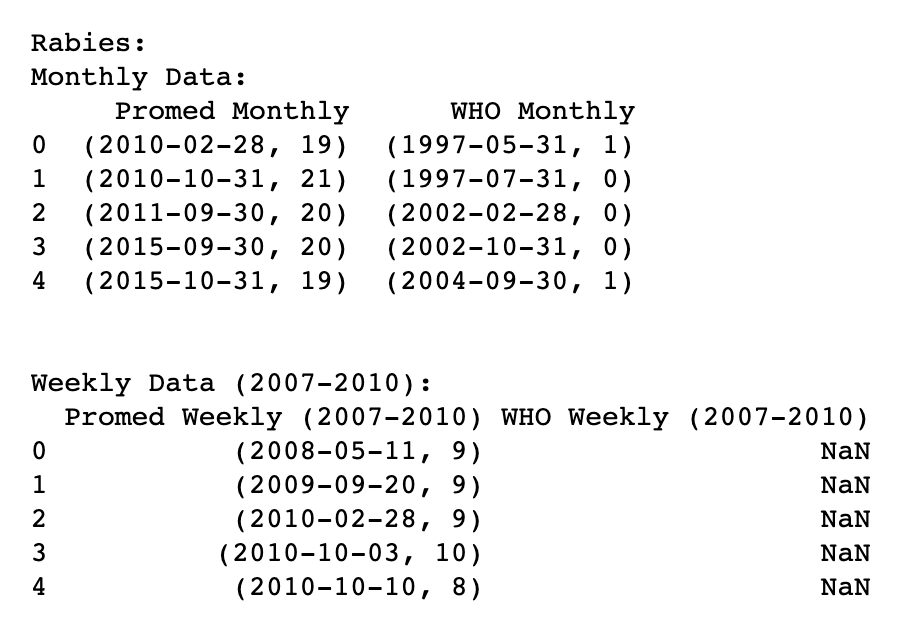 Rabies:
Monthly Data:
Promed Monthly WHO Monthly
0 (2010-02-28, 19) (1997-05-31, 1)
1 (2010-10-31, 21) (1997-07-31, 0)
2 (2011-09-30, 20) (2002-02-28, 0)
3 (2015-09-30, 20) (2002-10-31, 0)
4 (2015-10-31, 19) (2004-09-30, 1)
Weekly Data (2007-2010):
Promed Weekly (2007-2010) WHO Weekly (2007-2010)
0 (2008-05-11, 9) NaN
1 (2009-09-20, 9) NaN
2 (2010-02-28, 9) NaN
3 (2010-10-03, 10) NaN
4 (2010-10-10, 8) NaN